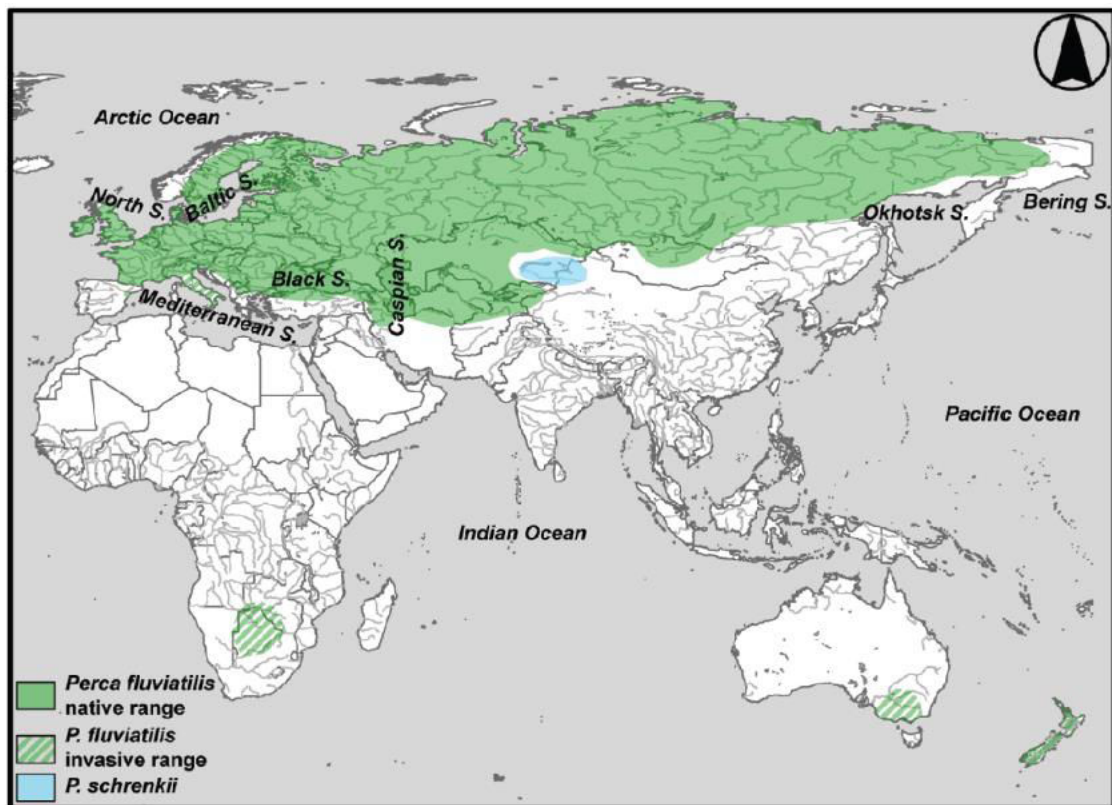 Arctic Ocean
North S.
Baltic S.
Okhotsk S.
Bering S.
Black S.
Caspian S.
Mediterranean S.
Pacific Ocean
Indian Ocean
Perca fluviatilis
native range
P. fluviatilis
invasive range
P. schrenkii